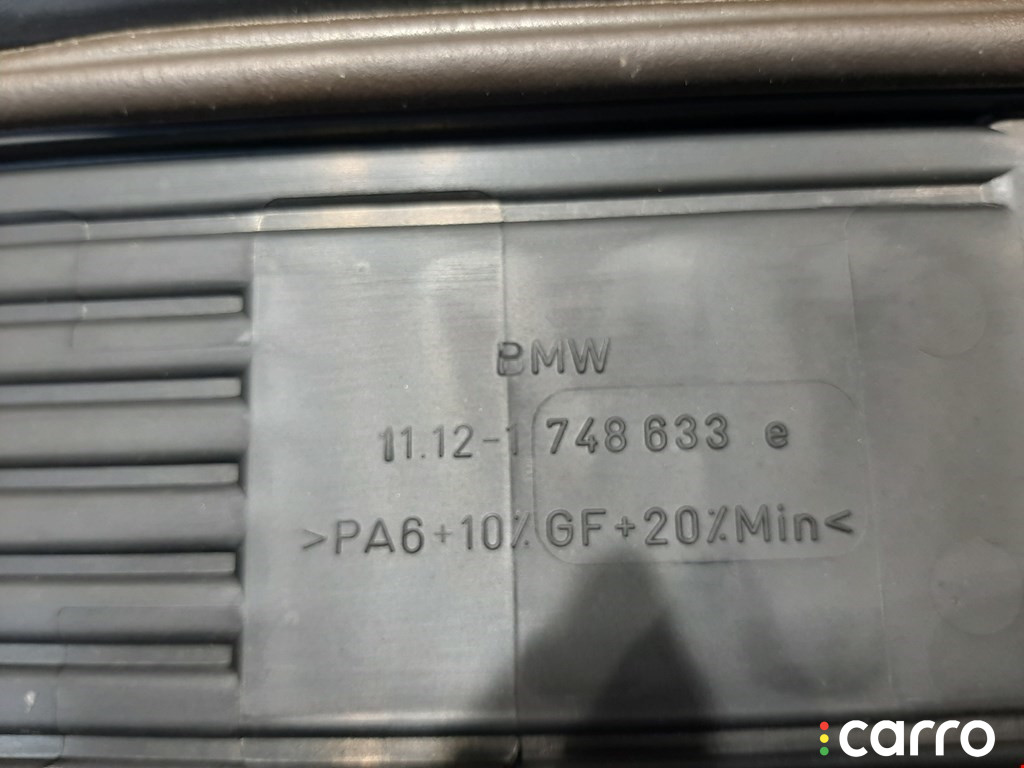 BMW
11.12-1 748 633 e
>PA6+10%GF+20%Min<
carro